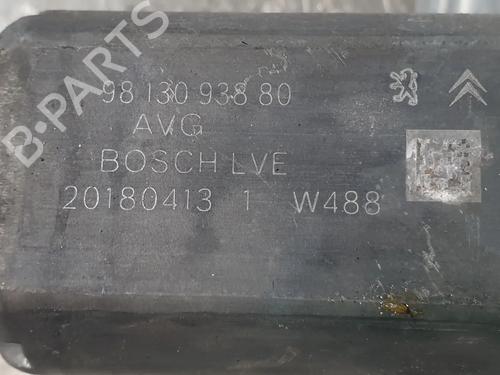 B-PARTS
98 130 938 80
AVG
BOSCH LVE
20180413 1 W488